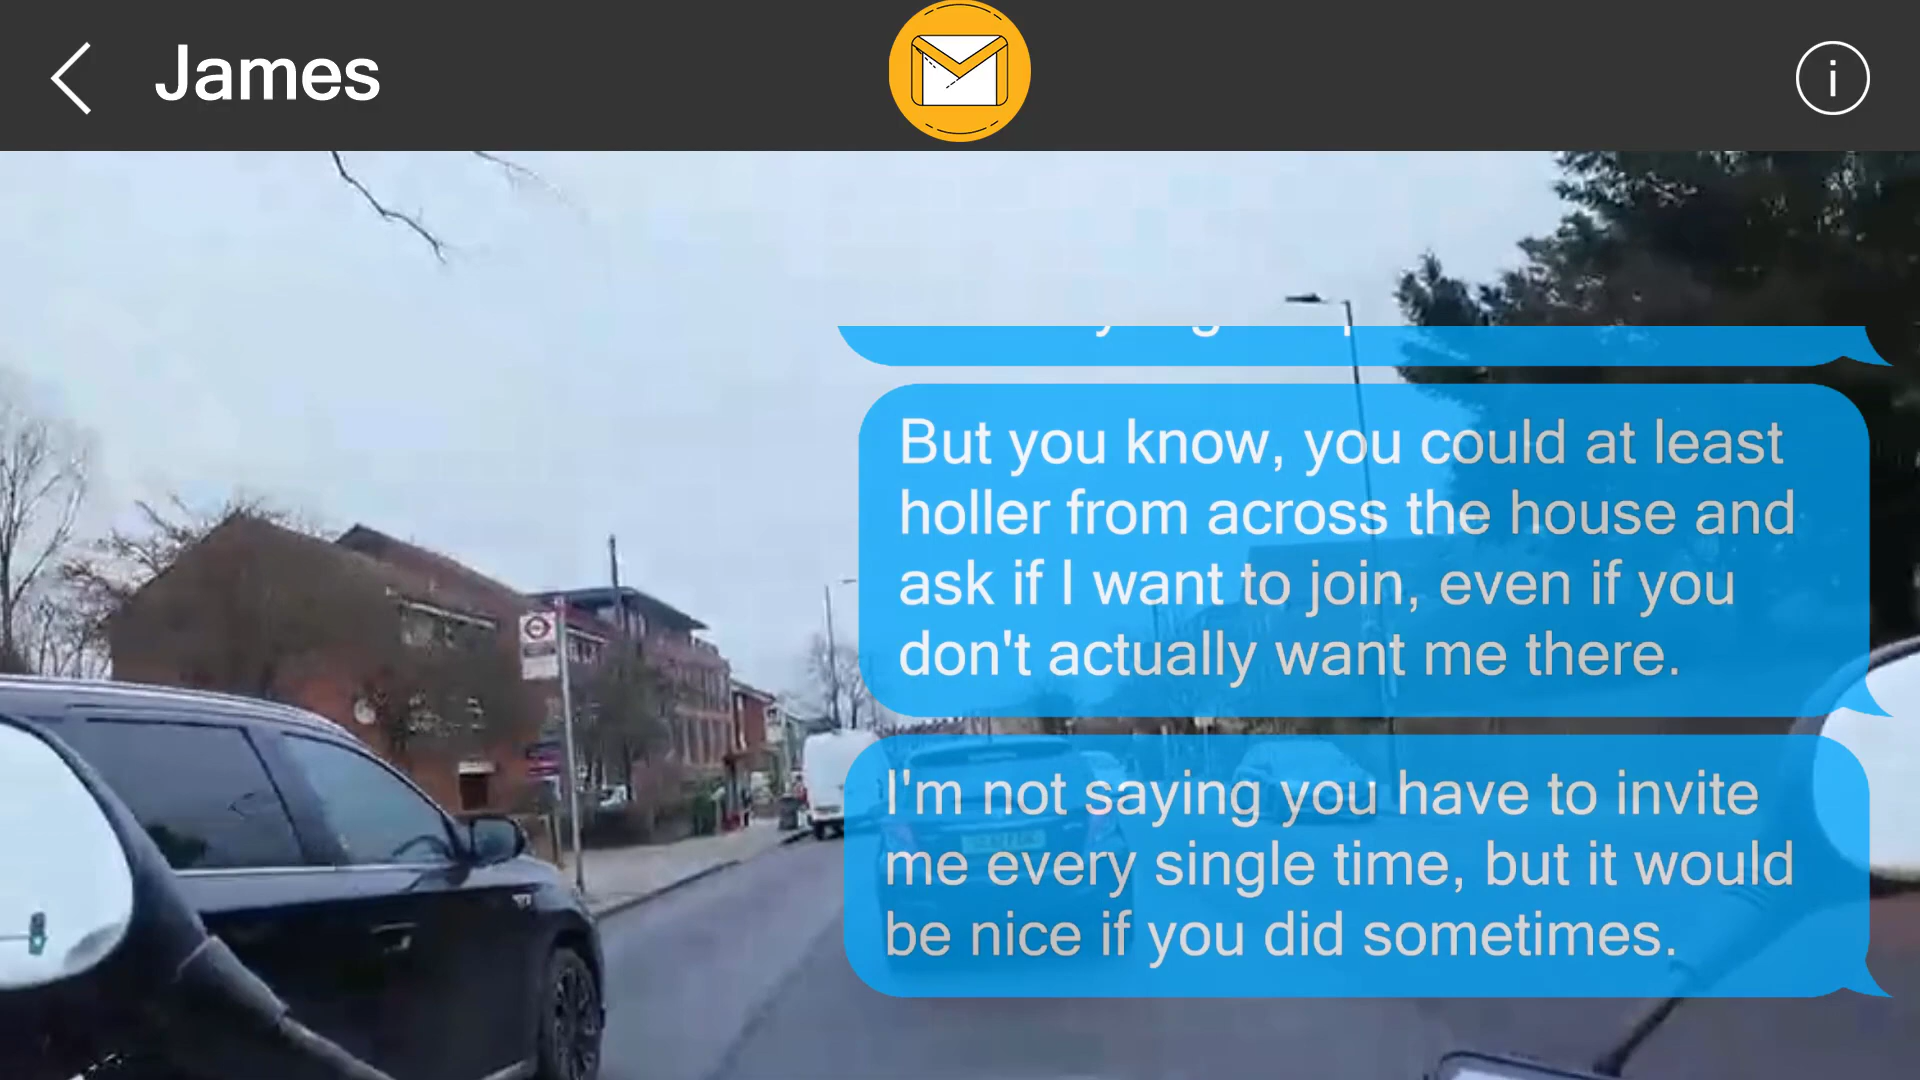 James
But you know, you could at least
holler from across the house and
ask if I want to join, even if you
don't actually want me there.
I'm not saying you have to invite
me every single time, but it would
be nice if you did sometimes.